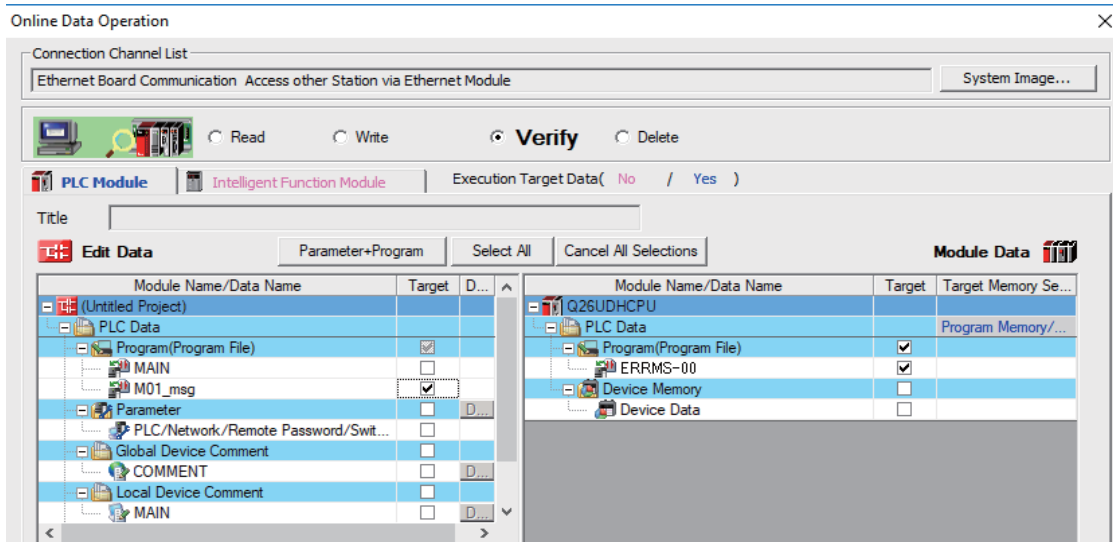 Online Data Operation
Connection Channel List
Ethernet Board Communication Access other Station via Ethernet Module
System Image...
Read
Write
Verify
Delete
PLC Module
Intelligent Function Module
Execution Target Data( No / Yes )
Title
Edit Data
Parameter+Program
Select All
Cancel All Selections
Module Data
Module Name/Data Name Target D...
(Untitled Project)
PLC Data
Program(Program File)
MAIN
M01_msg
Parameter D...
PLC/Network/Remote Password/Swit...
Global Device Comment
COMMENT D...
Local Device Comment
MAIN D...
Module Name/Data Name Target Target Memory Se...
Q26UDHCPU
PLC Data Program Memory/...
Program(Program File)
ERRMS-00
Device Memory
Device Data